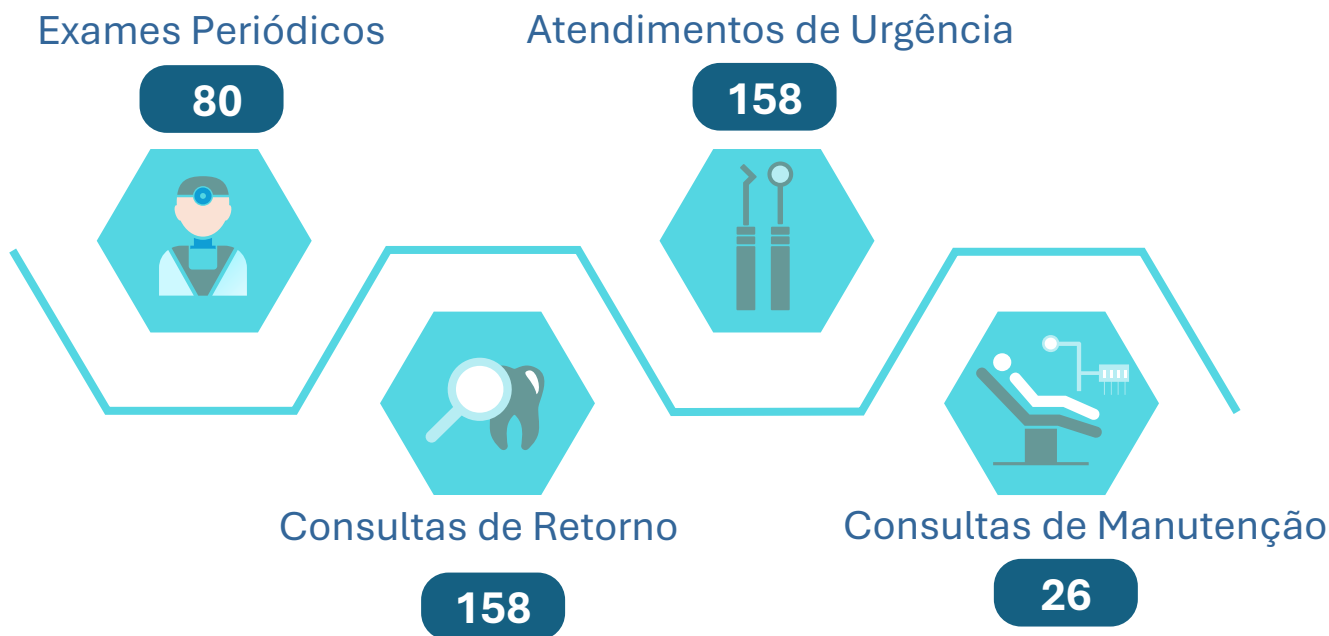 Exames Periódicos
80
Atendimentos de Urgência
158
Consultas de Retorno
158
Consultas de Manutenção
26